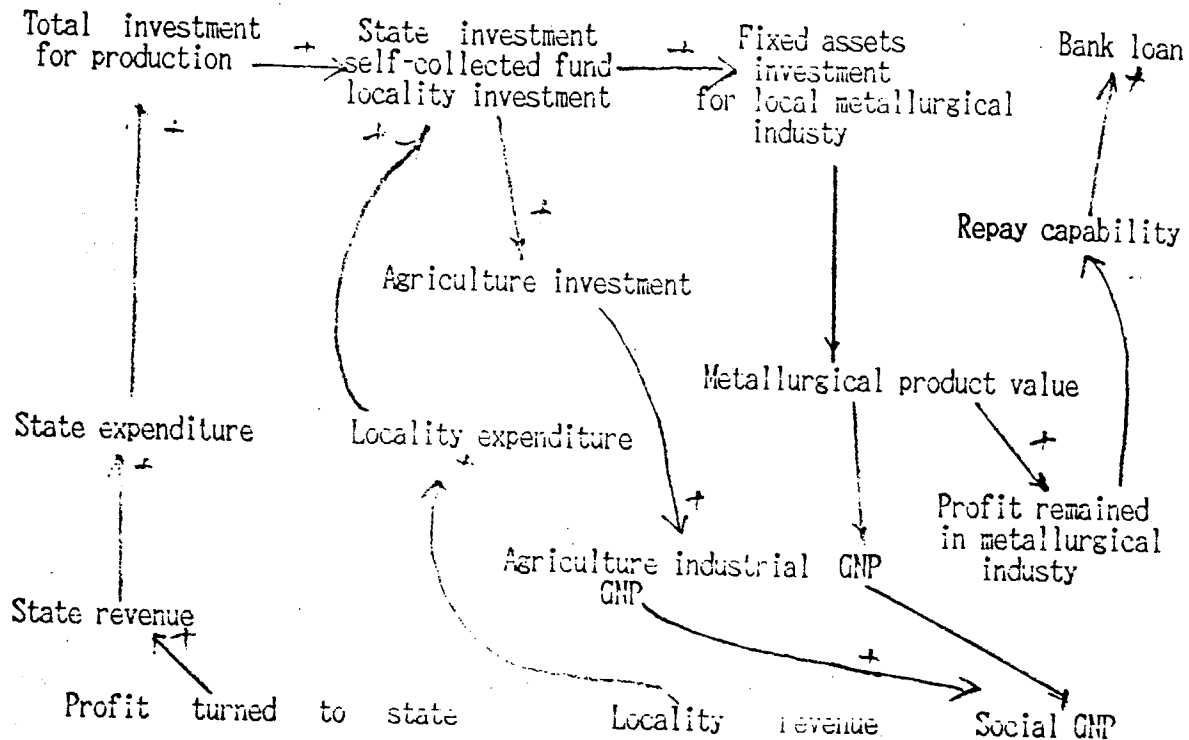 Total investment
for production
State investment
self-collected fund
locality investment
Fixed assets
investment
for local metallurgical
industy
Bank loan
Repay capability
Agriculture investment
Metallurgical product value
State expenditure
Locality expenditure
Profit remained
in metallurgical
industy
Agriculture industrial GNP
GNP
State revenue
Profit turned to state
Locality revenue
Social GNP